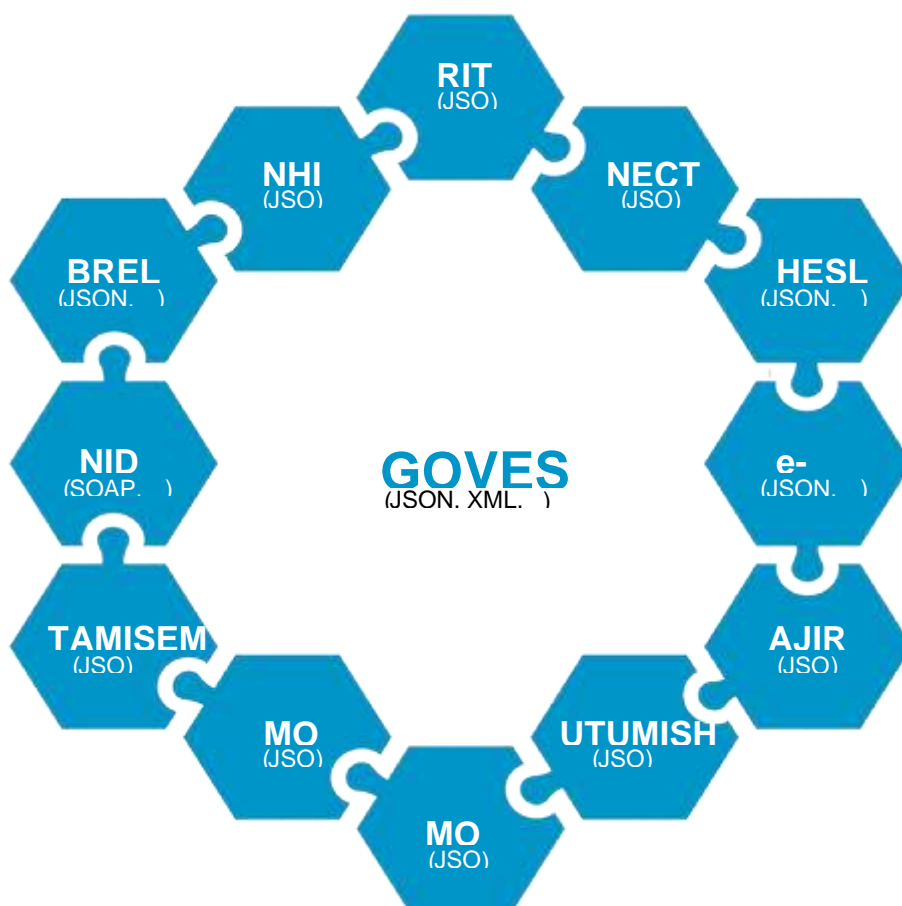 RIT
(JSO)
NHI
(JSO)
NECT
(JSO)
BREL
(JSON, )
HESL
(JSON, )
NID
(SOAP, )
GOVES
(JSON, XML, )
e-
(JSON, )
TAMISEM
(JSO)
AJIR
(JSO)
MO
(JSO)
UTUMISH
(JSO)
MO
(JSO)